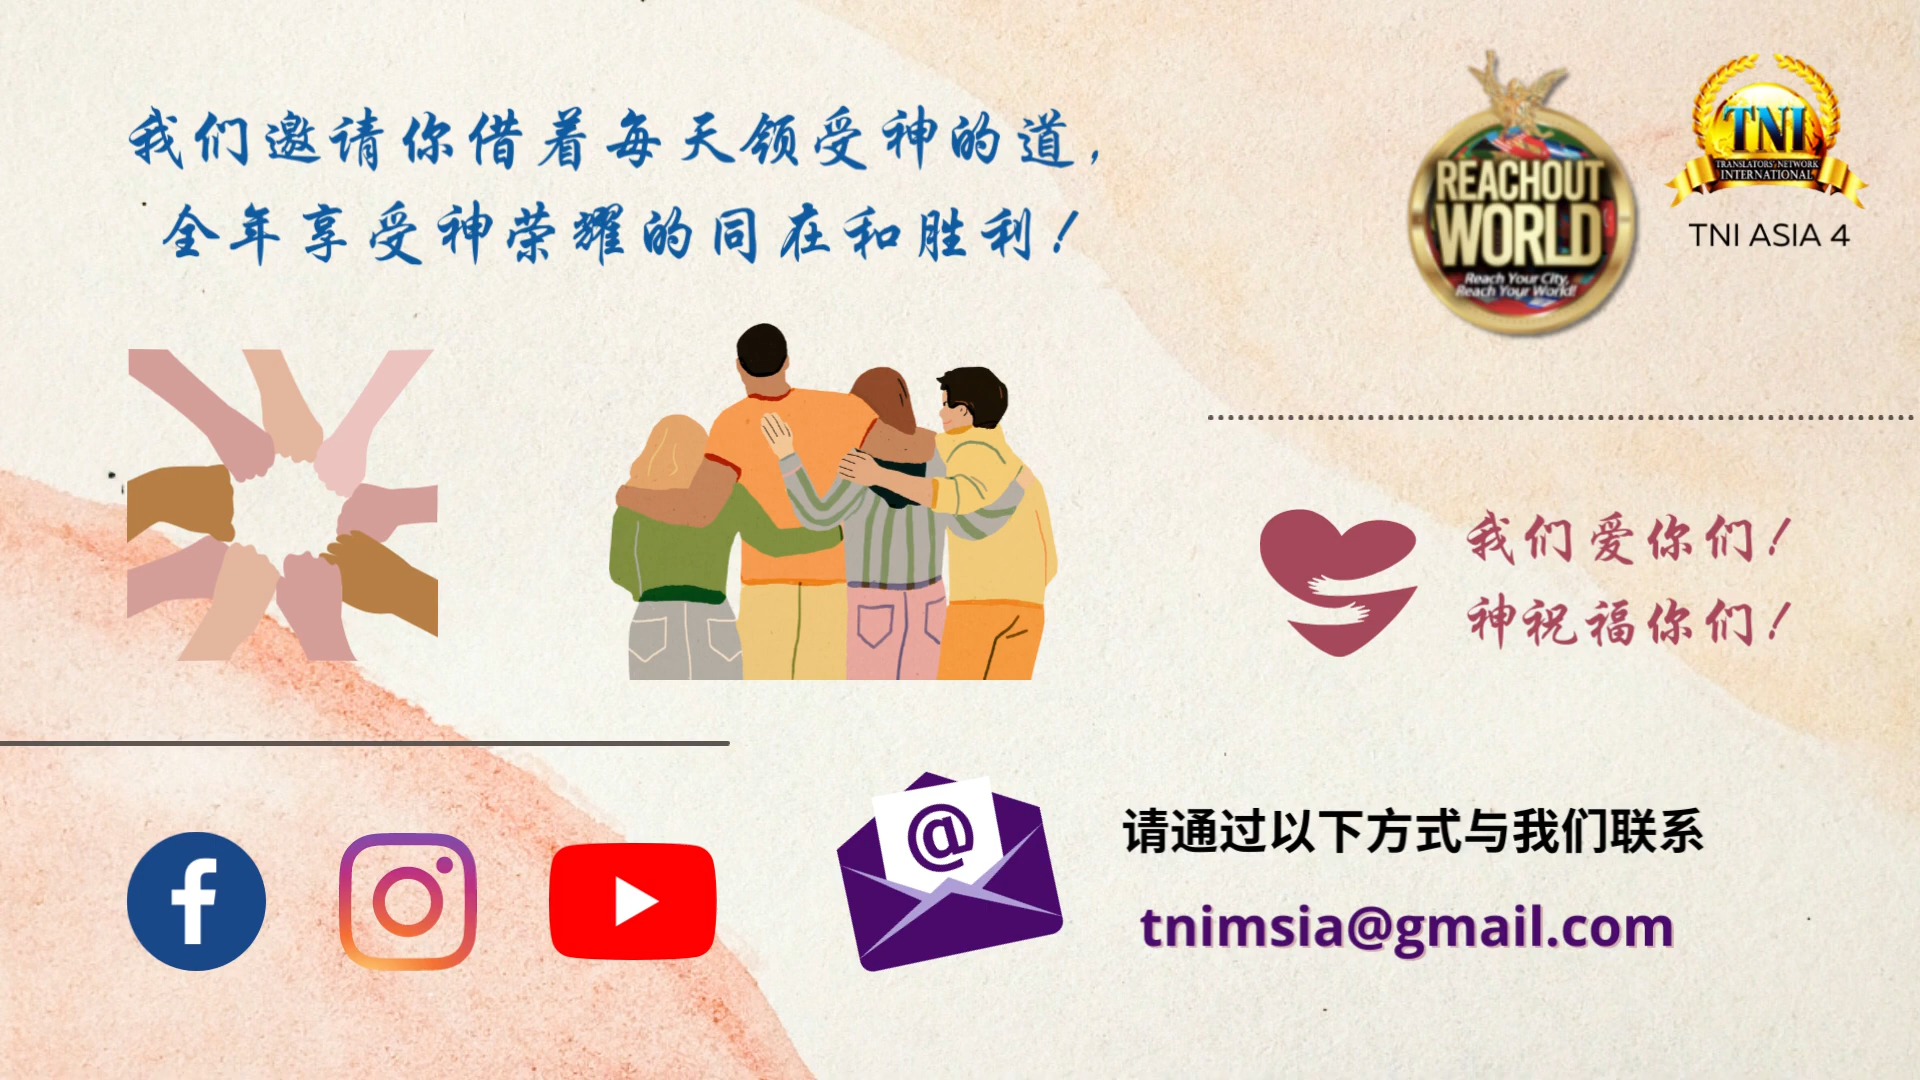 我们邀请你借着每天领受神的道，
全年享受神荣耀的同在和胜利！
REACHOUT
WORLD
Reach Your City,
Reach Your World!
TNI
TRANSLATORS' NETWORK
INTERNATIONAL
TNI ASIA 4
我们爱你们！
神祝福你们！
@
请通过以下方式与我们联系
tnimsia@gmail.com